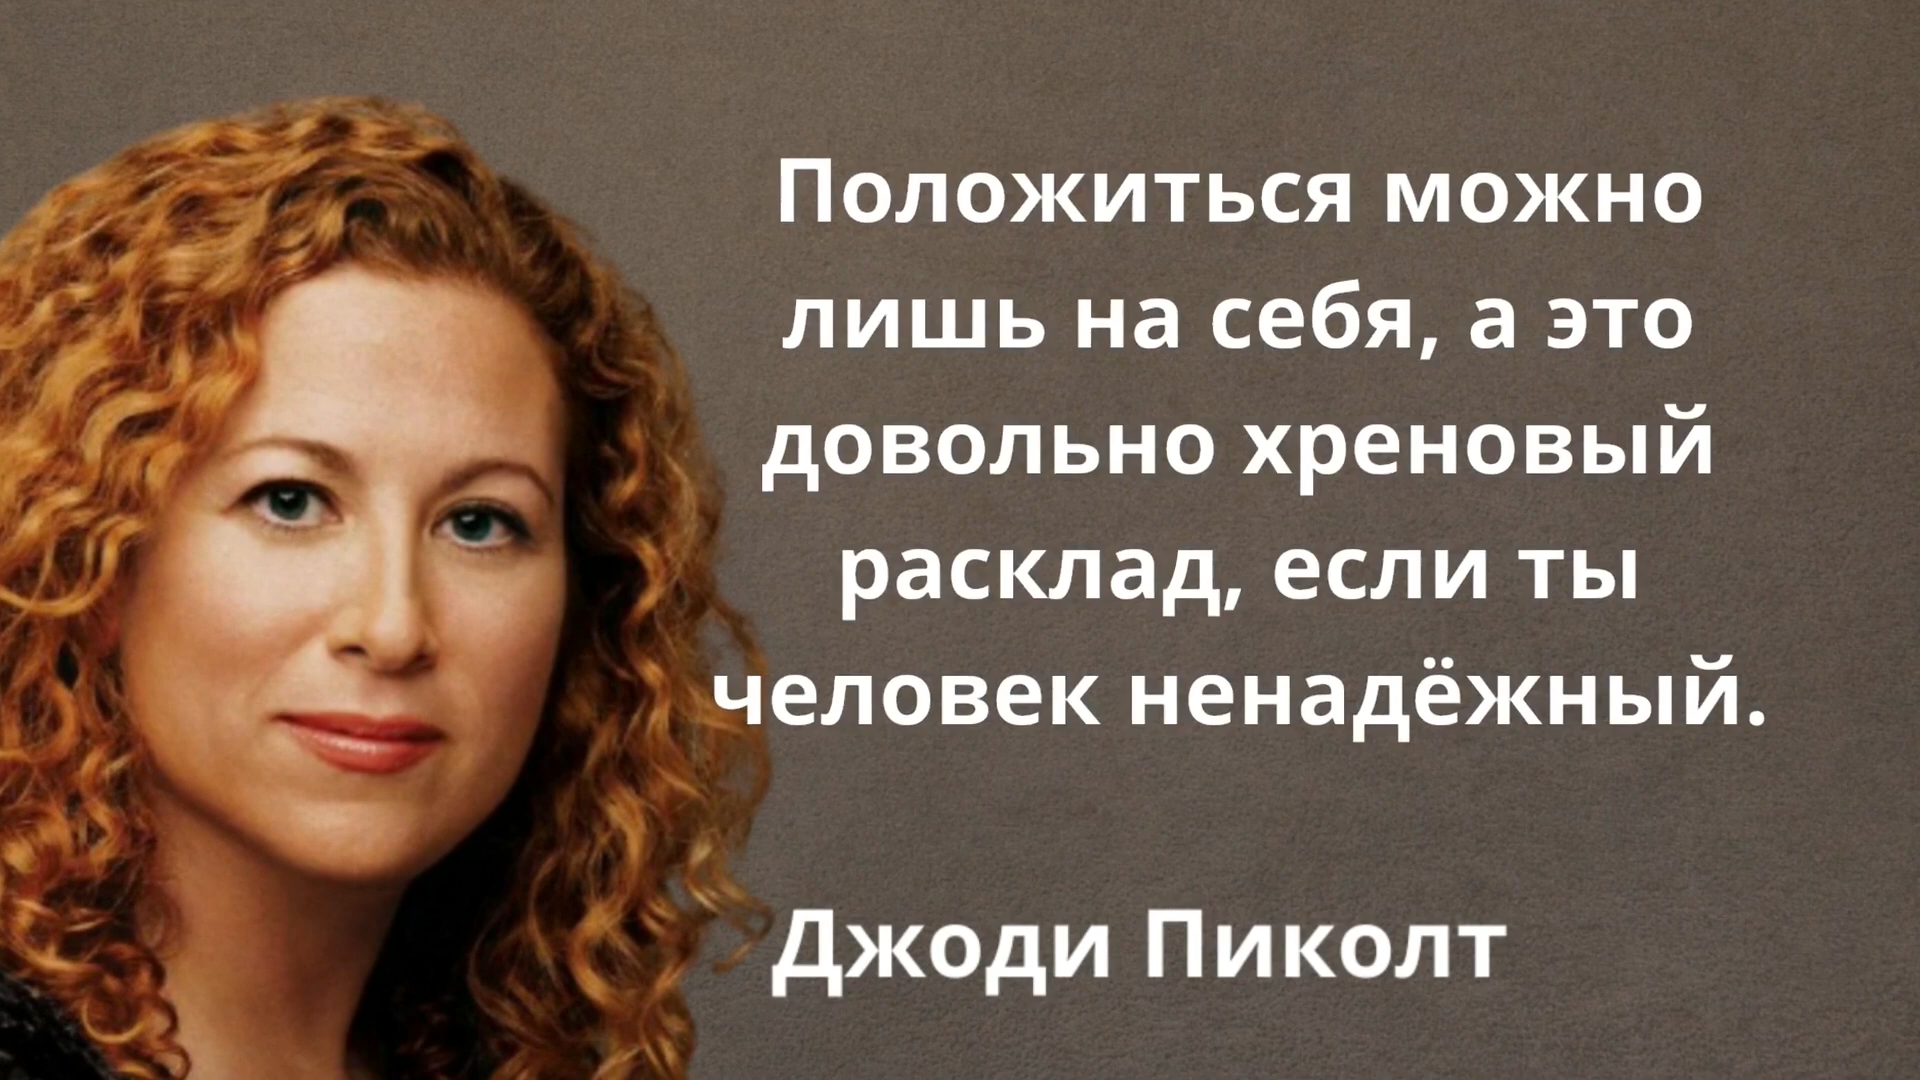 Положиться можно
лишь на себя, а это
довольно хреновый
расклад, если ты
человек ненадёжный.
Джоди Пиколт